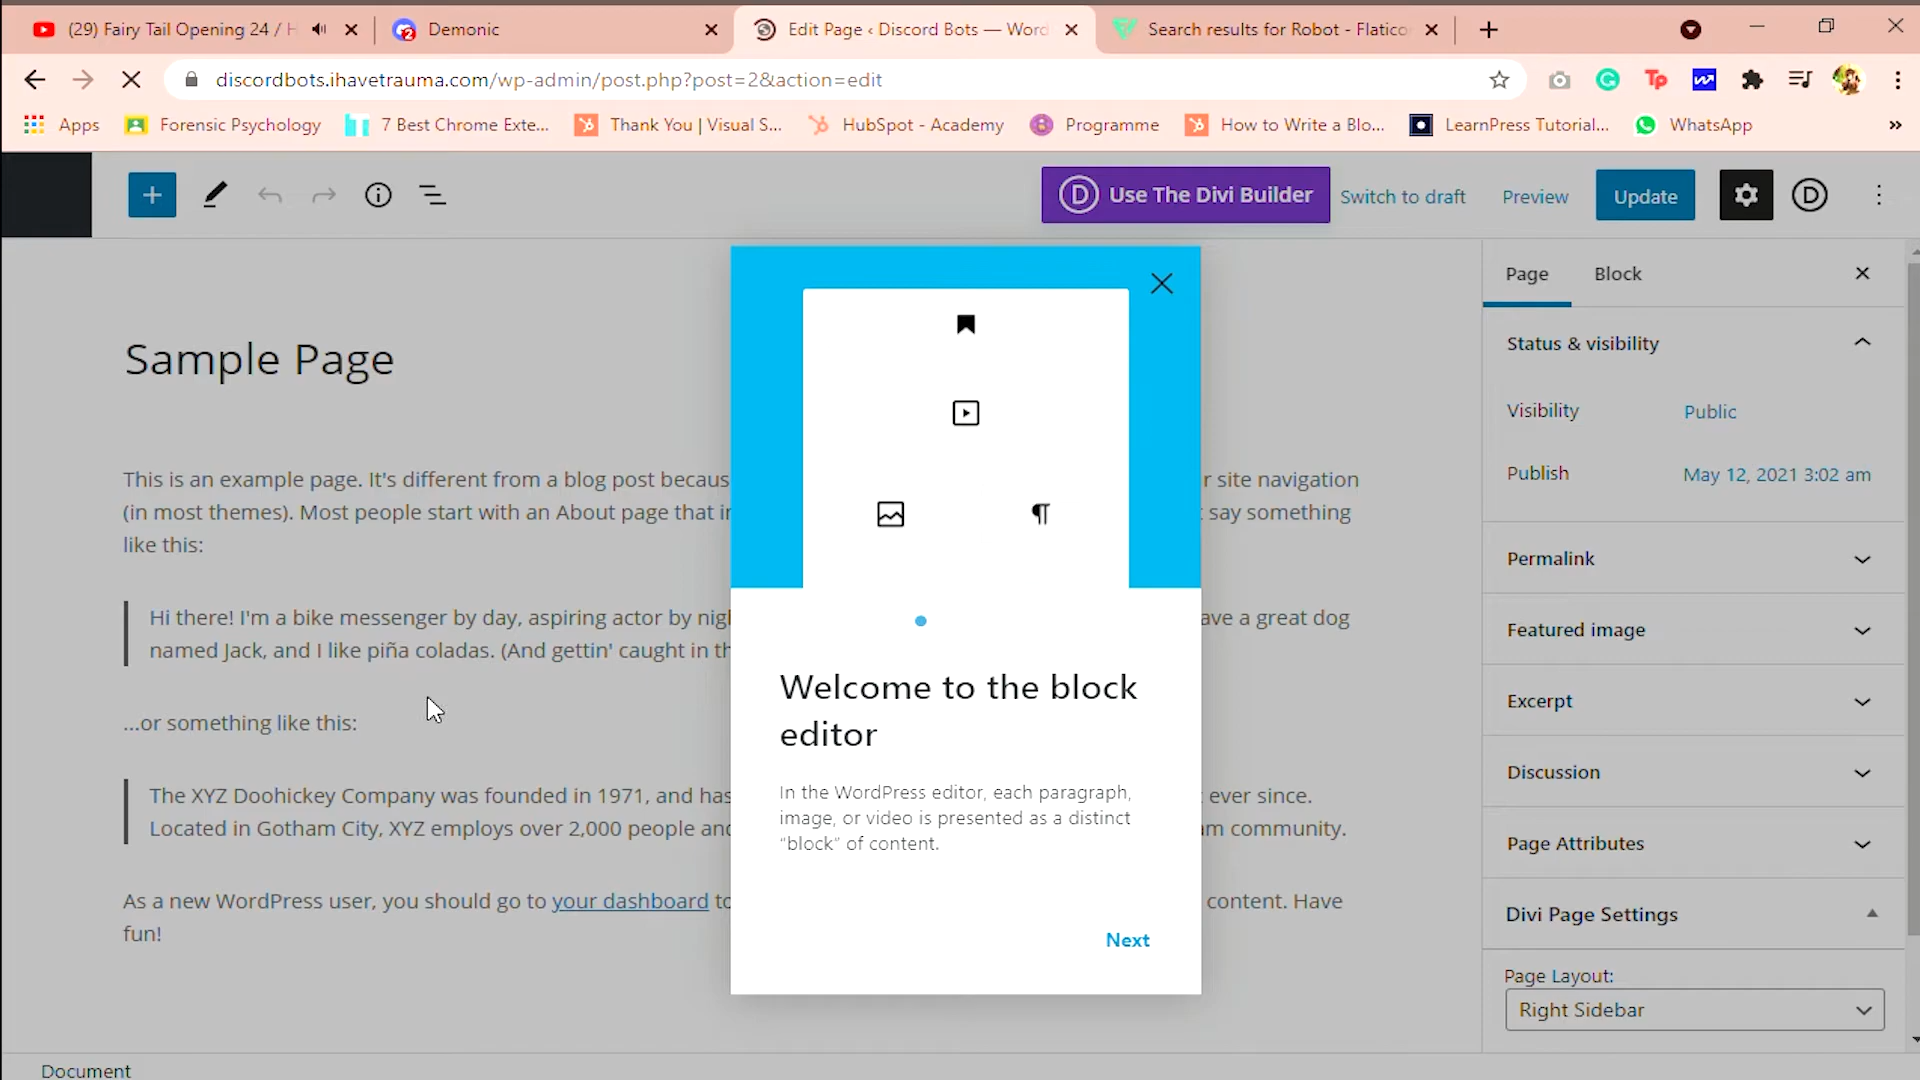 (29) Fairy Tail Opening 24 / H
Demonic
Edit Page ‹ Discord Bots — Word
Search results for Robot - Flatico
discordbots.ihavetrauma.com/wp-admin/post.php?post=2&action=edit
Apps
Forensic Psychology
7 Best Chrome Exte...
Thank You | Visual S...
HubSpot - Academy
Programme
How to Write a Blo...
LearnPress Tutorial...
WhatsApp
»
Use The Divi Builder
Switch to draft
Preview
Update
Page
Block
Sample Page
Status & visibility
Visibility
Public
Publish
May 12, 2021 3:02 am
This is an example page. It's different from a blog post becaus
r site navigation
(in most themes). Most people start with an About page that in
say something
like this:
Permalink
Featured image
Hi there! I'm a bike messenger by day, aspiring actor by nigh
ave a great dog
named Jack, and I like piña coladas. (And gettin' caught in th
Welcome to the block
editor
Excerpt
...or something like this:
Discussion
In the WordPress editor, each paragraph,
image, or video is presented as a distinct
“block” of content.
The XYZ Doohickey Company was founded in 1971, and has
ever since.
Located in Gotham City, XYZ employs over 2,000 people and
m community.
Page Attributes
As a new WordPress user, you should go to your dashboard to
content. Have
fun!
Next
Divi Page Settings
Page Layout:
Right Sidebar
Document